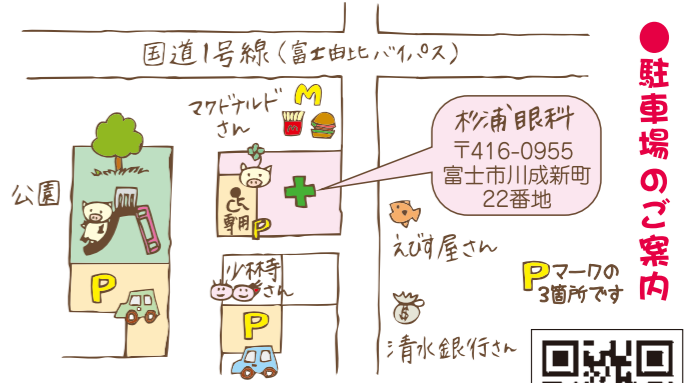 ●駐車場のご案内
国道1号線(富士由比バイパス)
マクドナルド
さん
M
杉浦眼科
〒416-0955
富士市川成新町
22番地
公園
専用
P
えびす屋さん
Pマークの
3箇所です
少林寺
さん
P
P
清水銀行さん
$